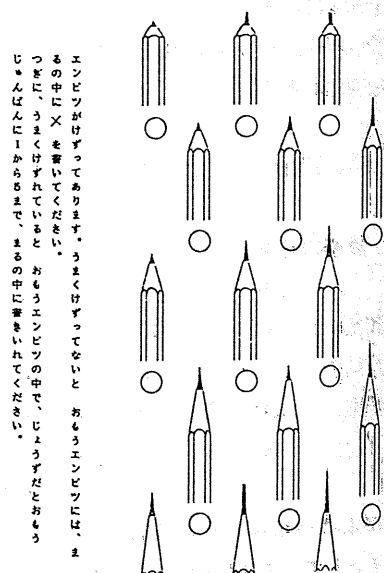 エンピツがけずってあります。うまくけずってないと おもうエンピツには、ま
るの中に × を書いてください。
つぎに、うまくけずれていると おもうエンピツの中で、じょうずだとおもう
じゅんばんに1から5まで、まるの中に書きいれてください。